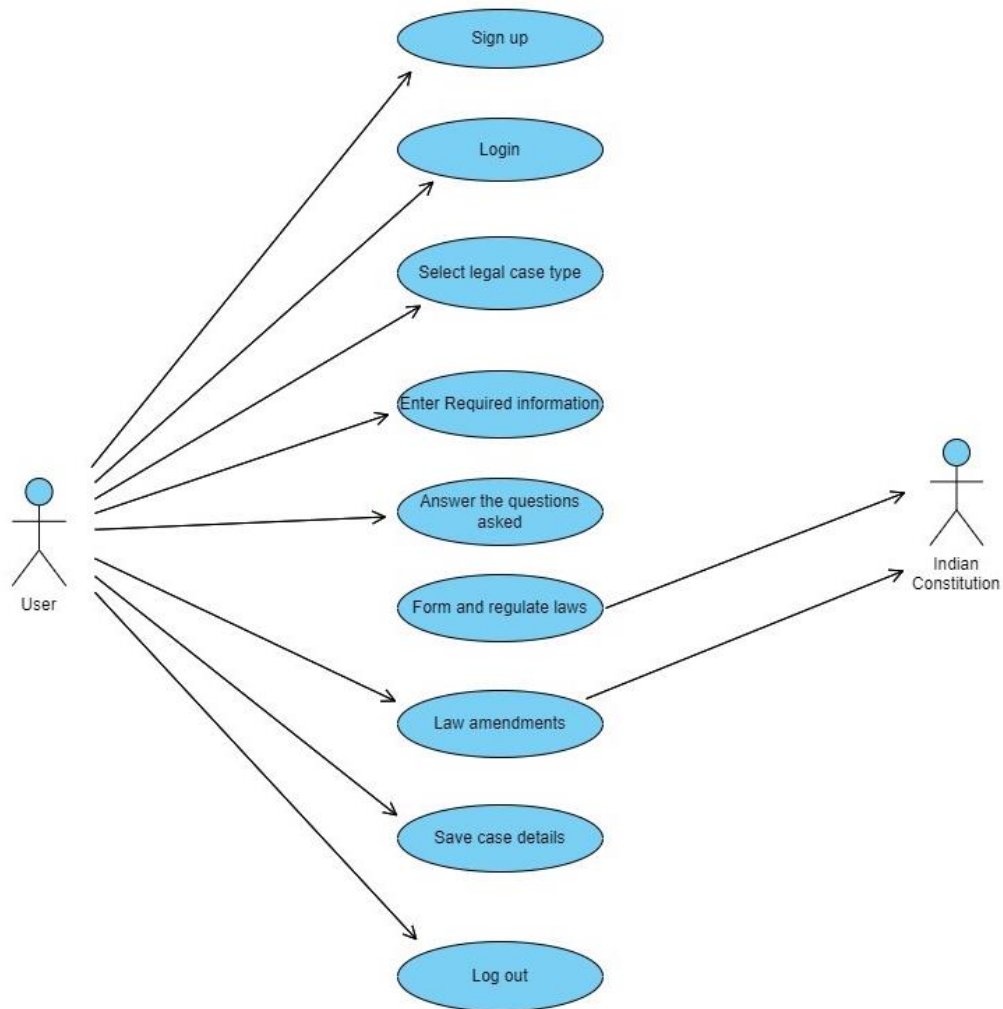 Sign up
Login
Select legal case type
Enter Required information
Answer the questions
asked
Form and regulate laws
Law amendments
Save case details
Log out
User
Indian
Constitution